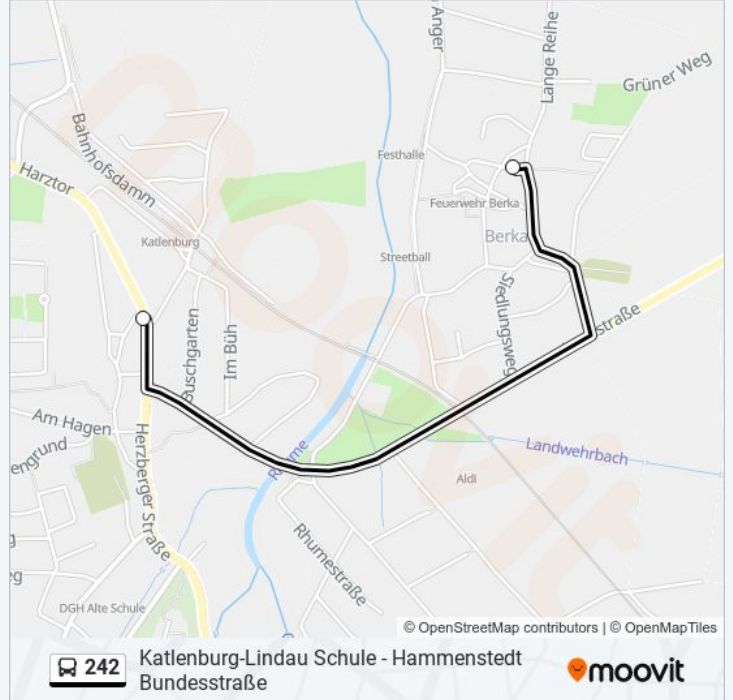 Anger
Lange Reihe
Grüner Weg
Bahnhofsdamm
Festhalle
Harztor
Feuerwehr Berka
Berka
Katlenburg
Streetball
Siedlungsweg
straße
Buschgarten
Im Büh
Am Hagen
engrund
Herzberger Straße
Landwehrbach
Aldi
Rhumestraße
DGH Alte Schule
© OpenStreetMap contributors | © OpenMapTiles
242
Katlenburg-Lindau Schule - Hammenstedt
Bundesstraße
moovit